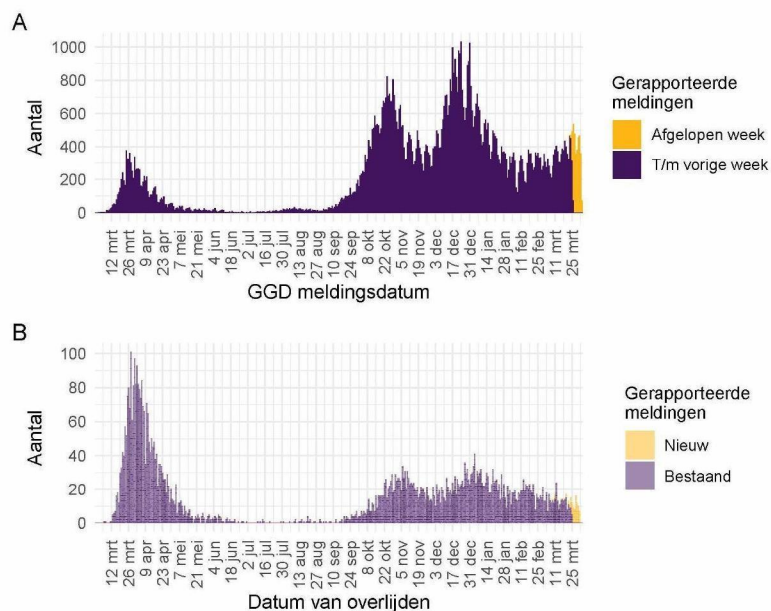 A
1000
800
600
400
200
0
Aantal
12 mrt
26 mrt
9 apr
23 apr
7 mei
21 mei
4 jun
18 jun
2 jul
16 jul
30 jul
13 aug
27 aug
10 sep
24 sep
8 okt
22 okt
5 nov
19 nov
3 dec
17 dec
31 dec
14 jan
28 jan
11 feb
25 feb
11 mrt
25 mrt
GGD meldingsdatum
Gerapporteerde
meldingen
Afgelopen week
T/m vorige week
B
100
80
60
40
20
0
Aantal
12 mrt
26 mrt
9 apr
23 apr
7 mei
21 mei
4 jun
18 jun
2 jul
16 jul
30 jul
13 aug
27 aug
10 sep
24 sep
8 okt
22 okt
5 nov
19 nov
3 dec
17 dec
31 dec
14 jan
28 jan
11 feb
25 feb
11 mrt
25 mrt
Datum van overlijden
Gerapporteerde
meldingen
Nieuw
Bestaand